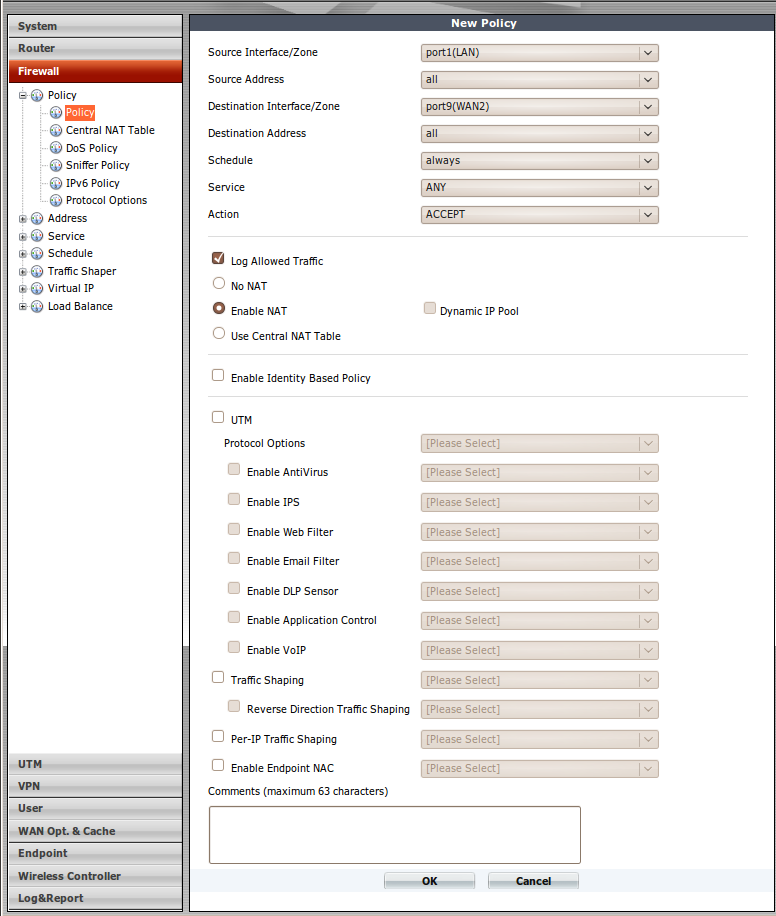 System
Router
Firewall
Policy
Policy
Central NAT Table
DoS Policy
Sniffer Policy
IPv6 Policy
Protocol Options
Address
Service
Schedule
Traffic Shaper
Virtual IP
Load Balance
UTM
VPN
User
WAN Opt. & Cache
Endpoint
Wireless Controller
Log&Report
New Policy
Source Interface/Zone port1(LAN)
Source Address all
Destination Interface/Zone port9(WAN2)
Destination Address all
Schedule always
Service ANY
Action ACCEPT
Log Allowed Traffic
No NAT
Enable NAT Dynamic IP Pool
Use Central NAT Table
Enable Identity Based Policy
UTM
Protocol Options [Please Select]
Enable AntiVirus [Please Select]
Enable IPS [Please Select]
Enable Web Filter [Please Select]
Enable Email Filter [Please Select]
Enable DLP Sensor [Please Select]
Enable Application Control [Please Select]
Enable VoIP [Please Select]
Traffic Shaping [Please Select]
Reverse Direction Traffic Shaping [Please Select]
Per-IP Traffic Shaping [Please Select]
Enable Endpoint NAC [Please Select]
Comments (maximum 63 characters)
OK Cancel